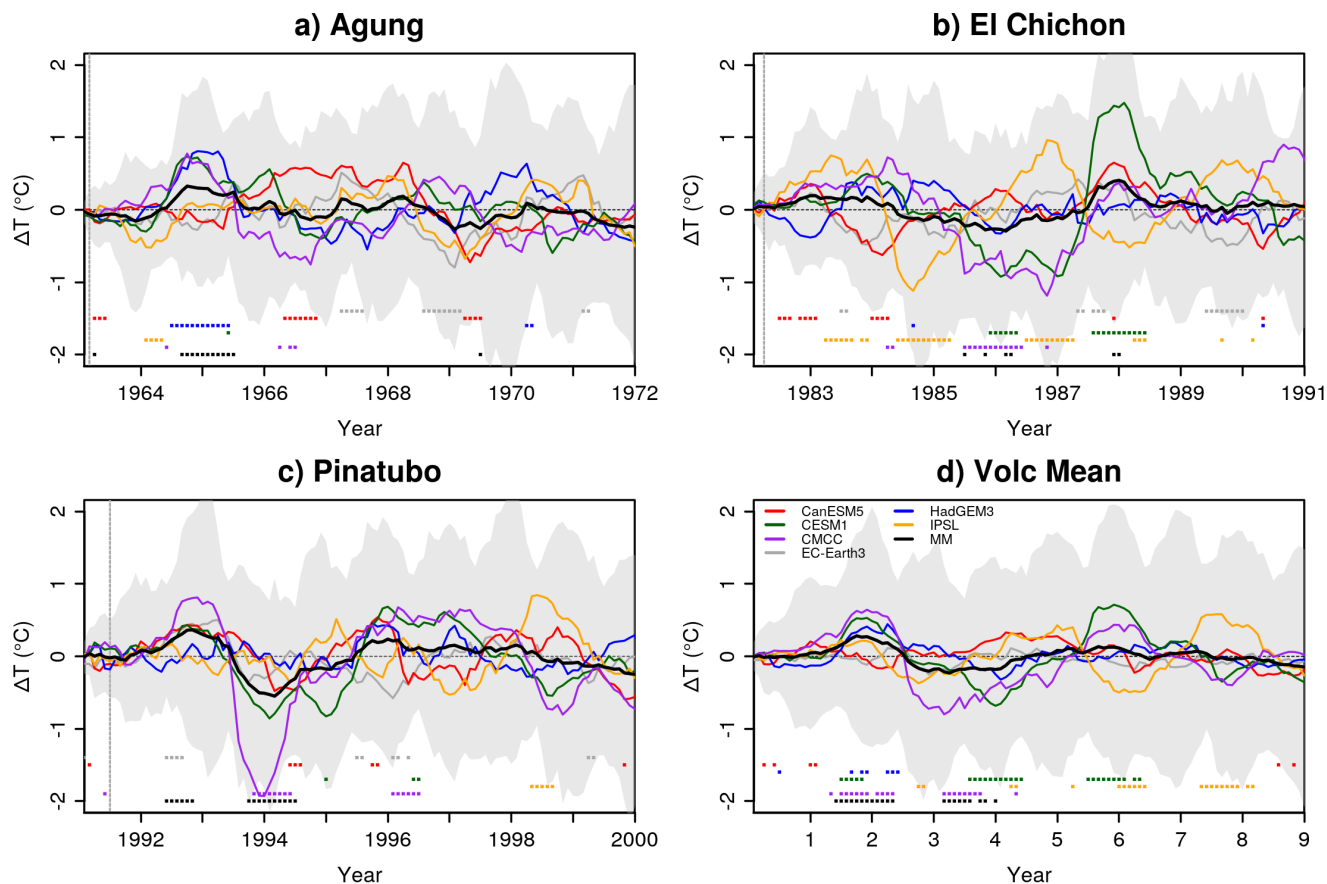 a) Agung
ΔT (°C)
2
1
0
-1
-2
1964 1966 1968 1970 1972
Year
b) El Chichon
ΔT (°C)
2
1
0
-1
-2
1983 1985 1987 1989 1991
Year
c) Pinatubo
ΔT (°C)
2
1
0
-1
-2
1992 1994 1996 1998 2000
Year
d) Volc Mean
ΔT (°C)
2
1
0
-1
-2
CanESM5 HadGEM3
CESM1 IPSL
CMCC MM
EC-Earth3
1 2 3 4 5 6 7 8 9
Year